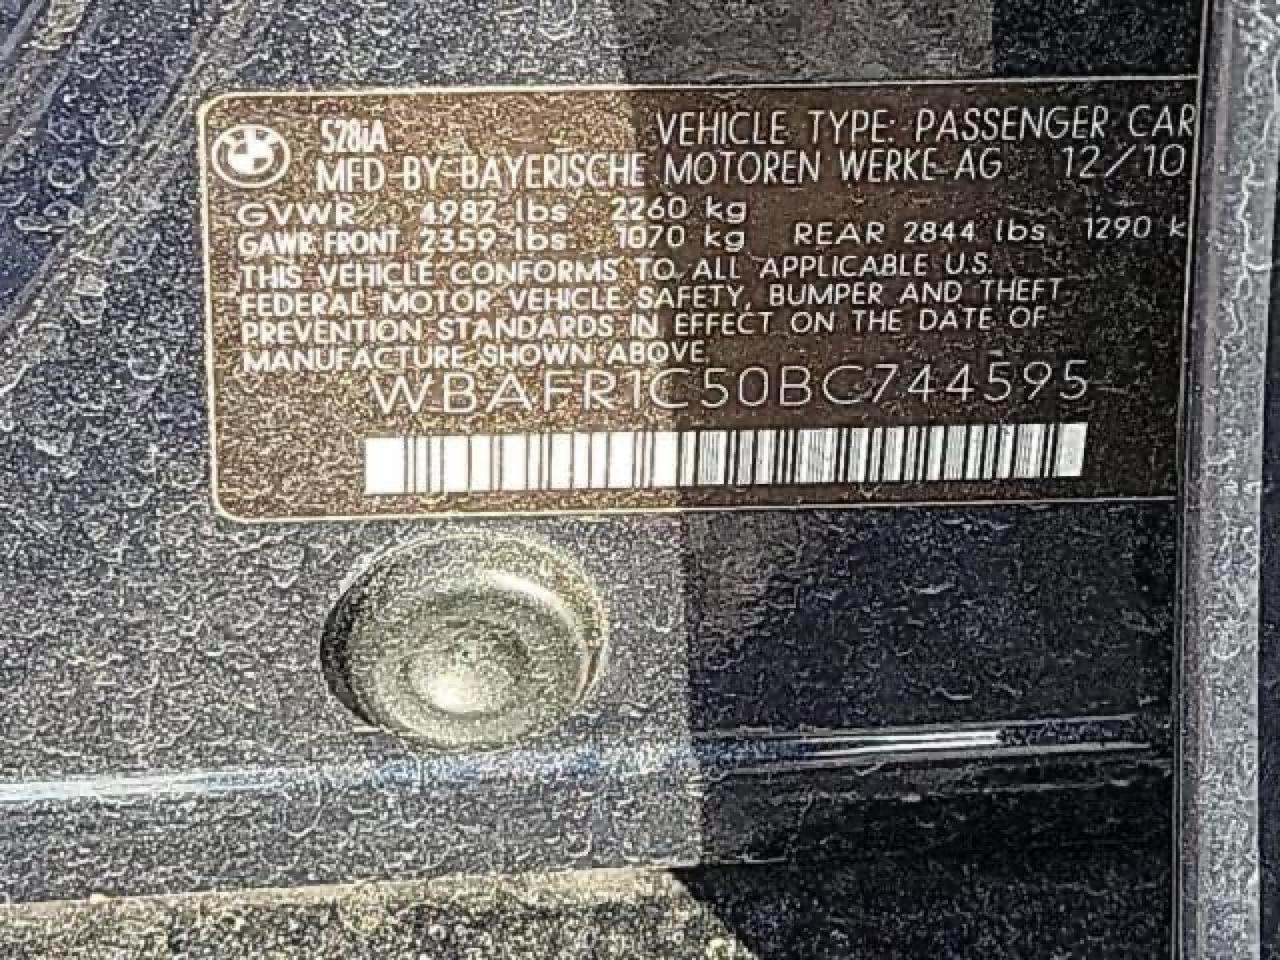 528iA VEHICLE TYPE: PASSENGER CAR
MFD BY BAYERISCHE MOTOREN WERKE AG 12/10
GVWR 4982 lbs 2260 kg
GAWR FRONT 2359 lbs 1070 kg REAR 2844 lbs 1290 k
THIS VEHICLE CONFORMS TO ALL APPLICABLE U.S.
FEDERAL MOTOR VEHICLE SAFETY, BUMPER AND THEFT
PREVENTION STANDARDS IN EFFECT ON THE DATE OF
MANUFACTURE SHOWN ABOVE
WBAFR1C50BC744595